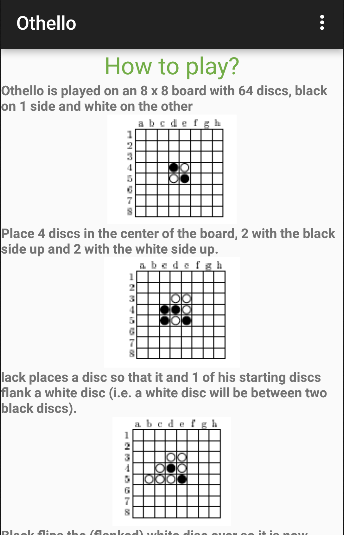 Othello
How to play?
Othello is played on an 8 x 8 board with 64 discs, black
on 1 side and white on the other
a b c d e f g h
1
2
3
4
5
6
7
8
Place 4 discs in the center of the board, 2 with the black
side up and 2 with the white side up.
a b c d e f g h
1
2
3
4
5
6
7
8
lack places a disc so that it and 1 of his starting discs
flank a white disc (i.e. a white disc will be between two
black discs).
a b c d e f g h
1
2
3
4
5
6
7
8
Black flips the (flanked) white disc over so it is now